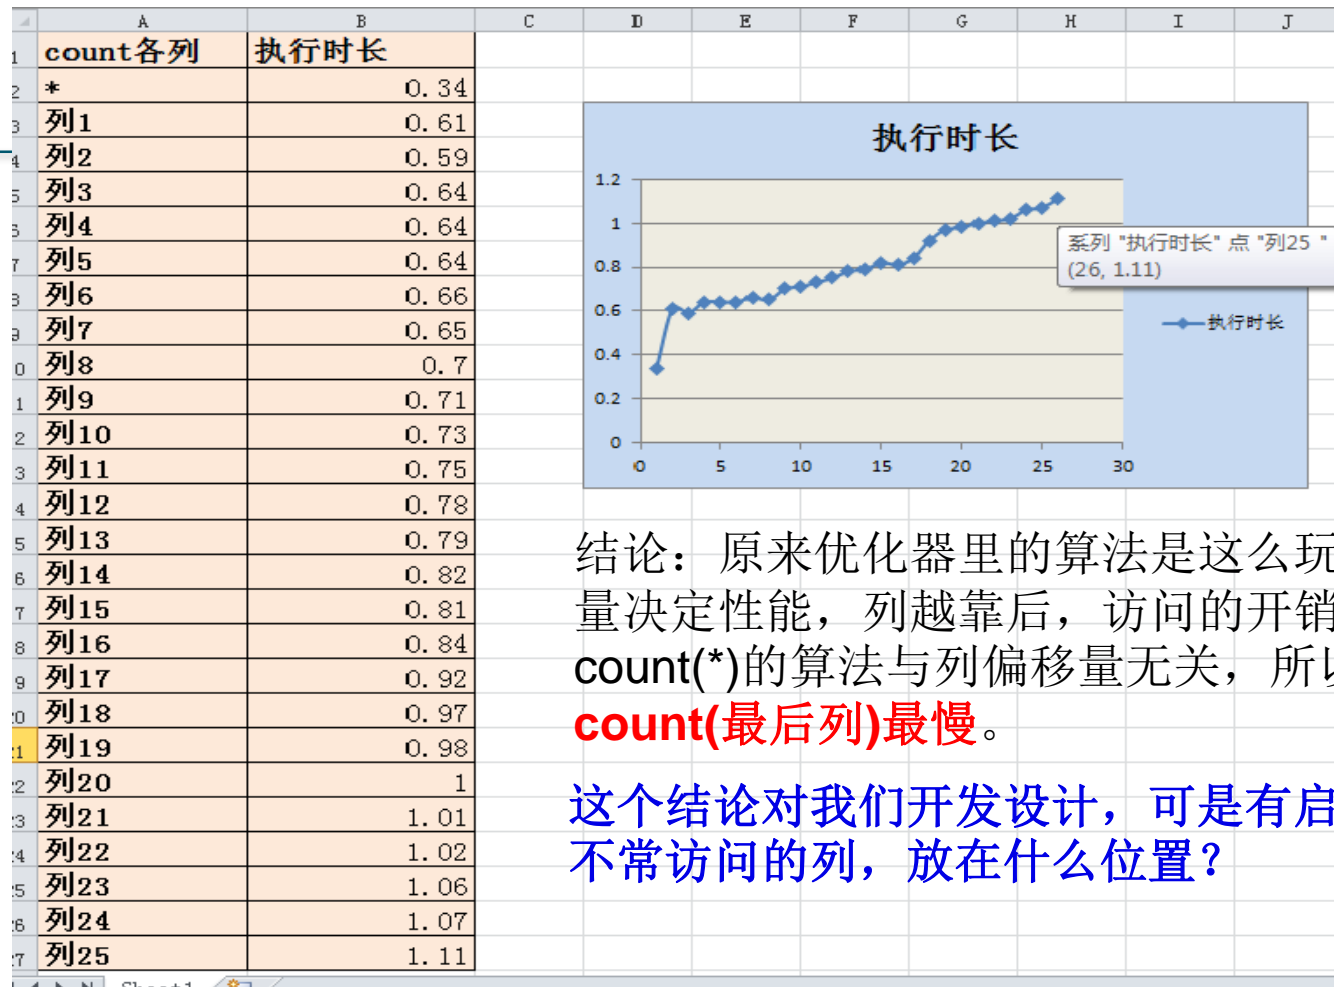 A B C D E F G H I J
count各列 执行时长
* 0.34
列1 0.61
列2 0.59
列3 0.64
列4 0.64
列5 0.64
列6 0.66
列7 0.65
列8 0.7
列9 0.71
列10 0.73
列11 0.75
列12 0.78
列13 0.79
列14 0.82
列15 0.81
列16 0.84
列17 0.92
列18 0.97
列19 0.98
列20 1
列21 1.01
列22 1.02
列23 1.06
列24 1.07
列25 1.11
执行时长
1.2
1
0.8
0.6
0.4
0.2
0
0 5 10 15 20 25 30
系列 "执行时长" 点 "列25 "
(26, 1.11)
执行时长
结论：原来优化器里的算法是这么玩
量决定性能，列越靠后，访问的开销
count(*)的算法与列偏移量无关，所以
count(最后列)最慢。
这个结论对我们开发设计，可是有启
不常访问的列，放在什么位置？